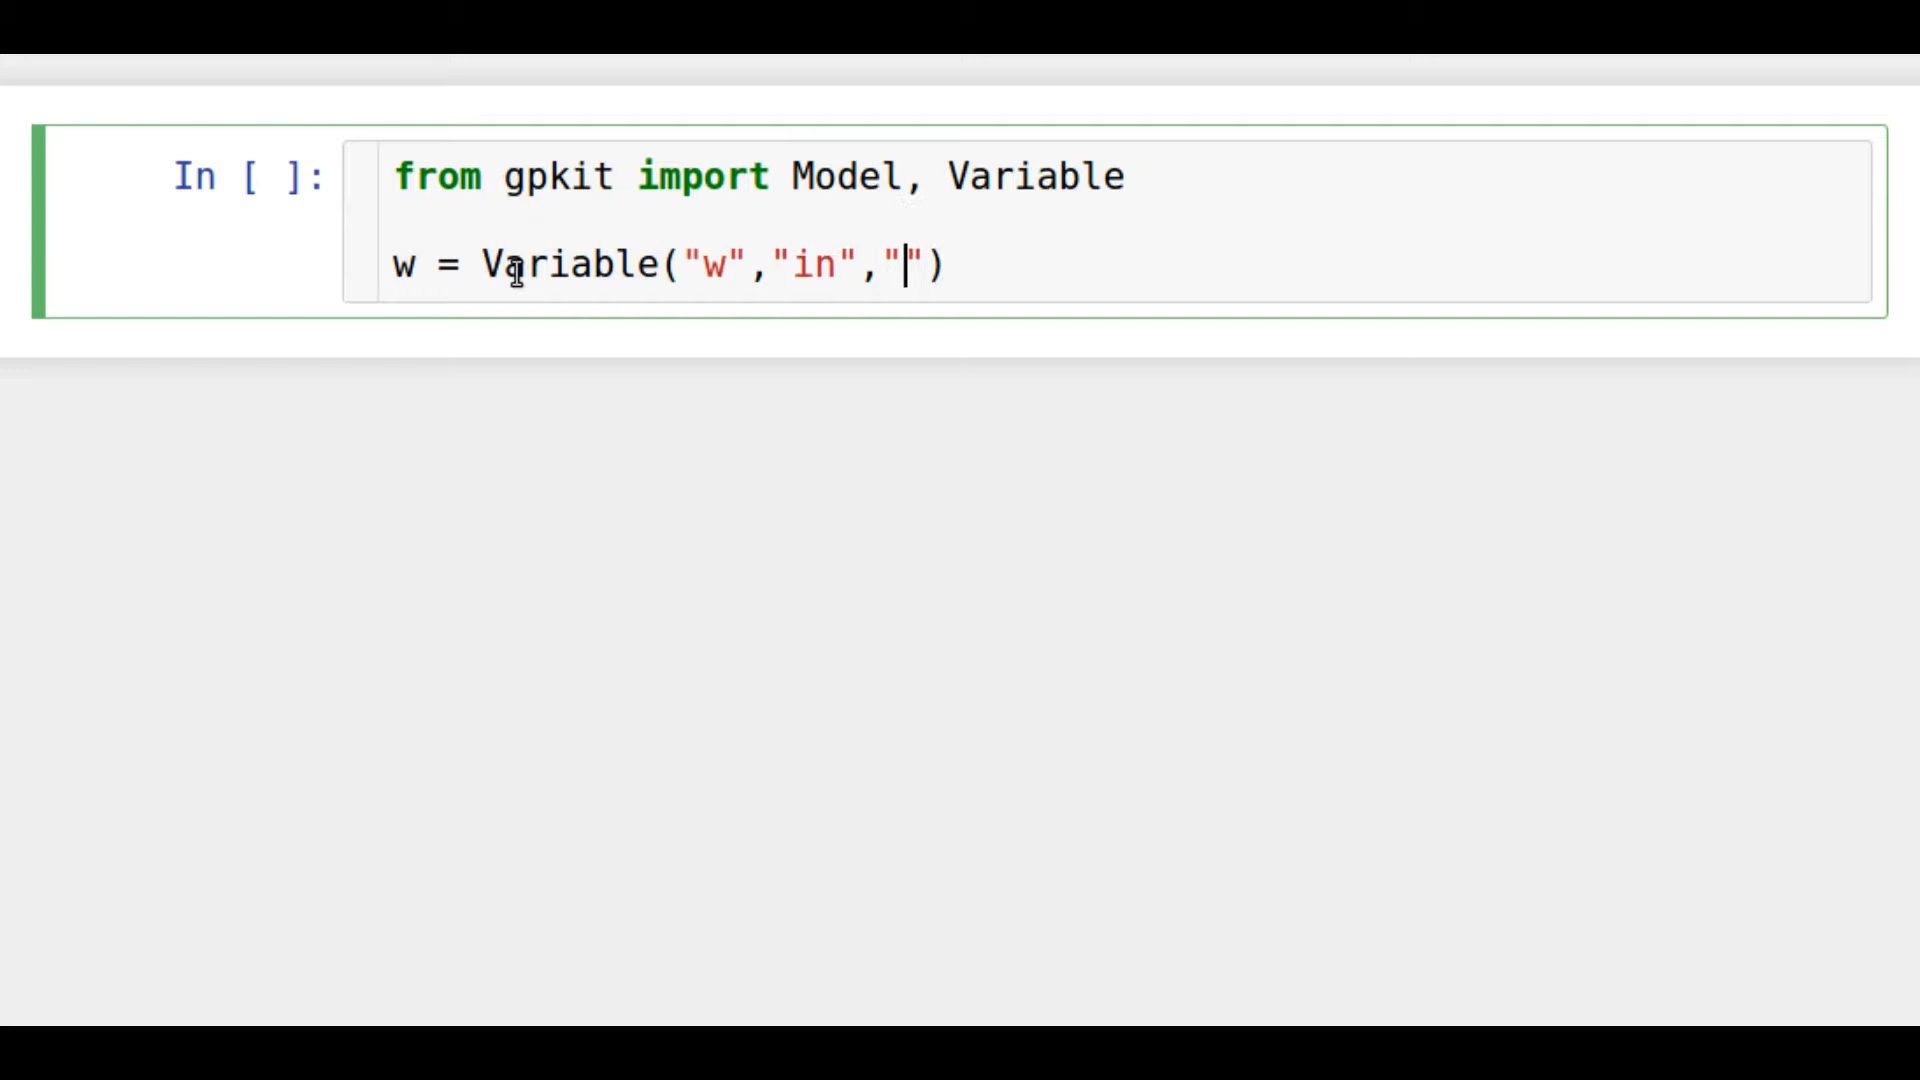 In [ ]:
from gpkit import Model, Variable
w = Variable("w","in","")